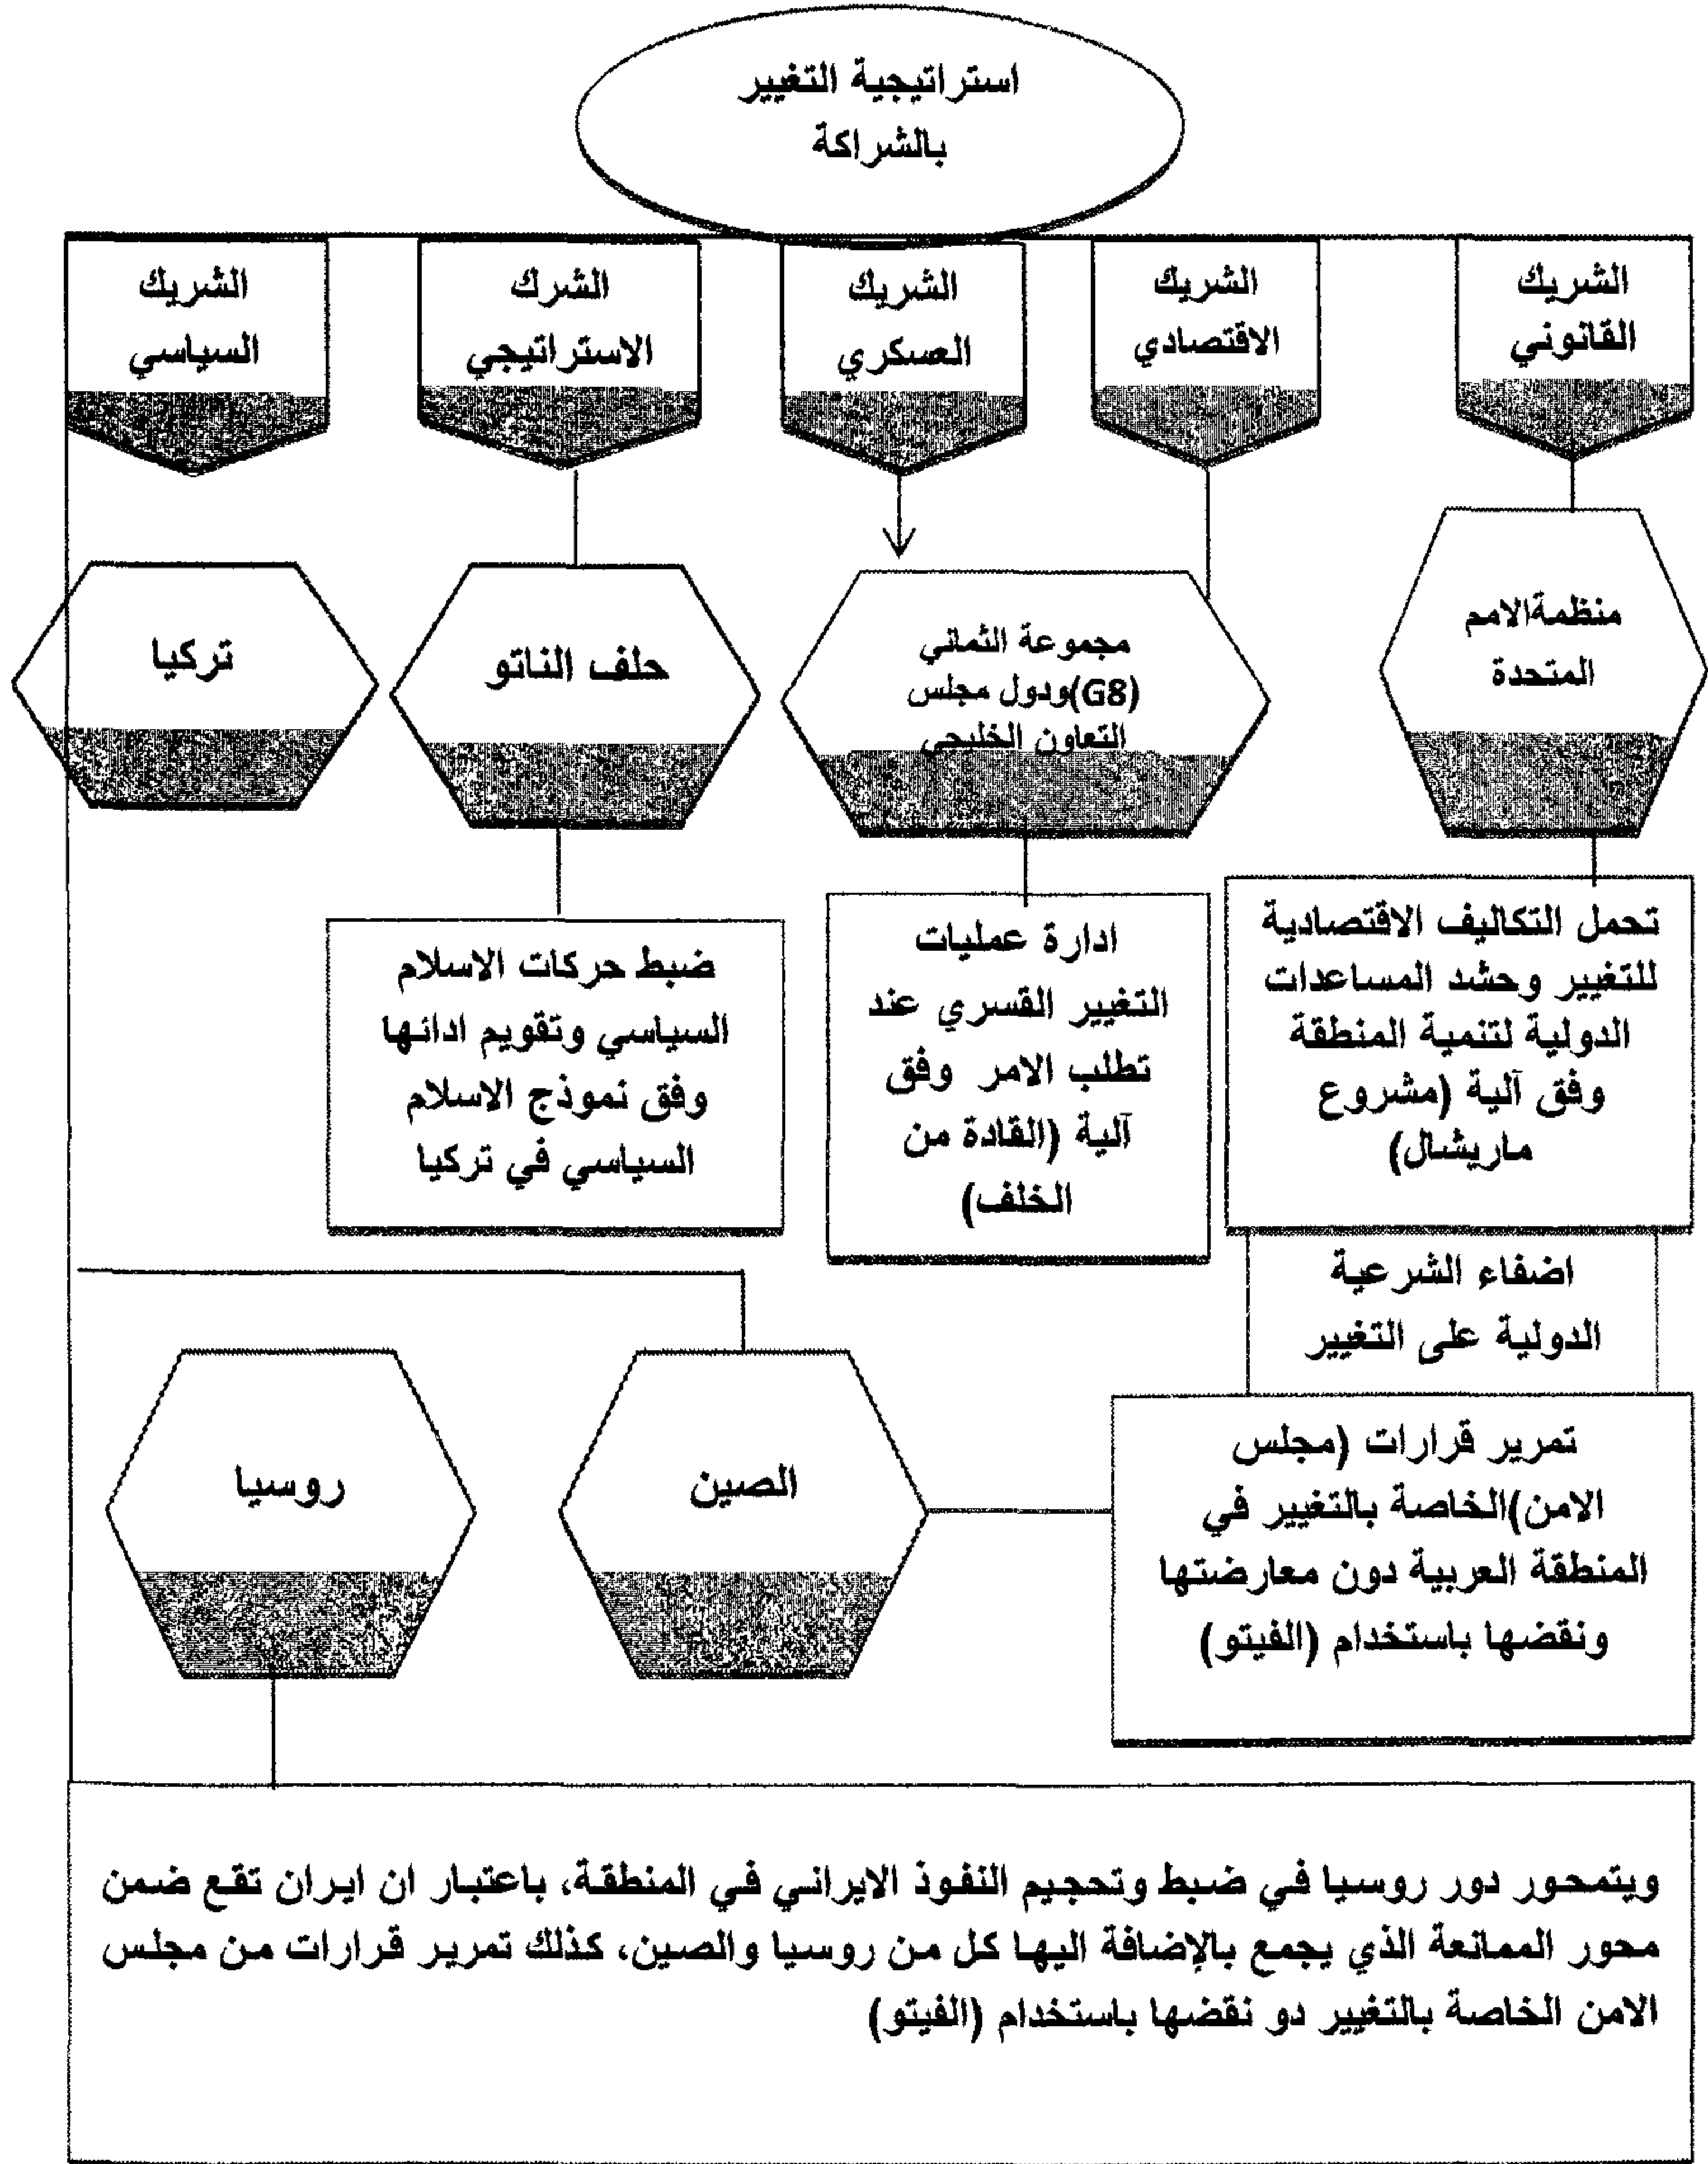 استراتيجية التغيير
بالشراكة
الشريك
القانوني
الشريك
الاقتصادي
الشريك
العسكري
الشرك
الاستراتيجي
الشريك
السياسي
منظمةالامم
المتحدة
مجموعة الثماني
(G8)ودول مجلس
التعاون الخليجي
حلف الناتو
تركيا
تحمل التكاليف الاقتصادية
للتغيير وحشد المساعدات
الدولية لتنمية المنطقة
وفق آلية (مشروع
ماريشال)
ادارة عمليات
التغيير القسري عند
تطلب الامر وفق
آلية (القادة من
الخلف)
ضبط حركات الاسلام
السياسي وتقويم ادائها
وفق نموذج الاسلام
السياسي في تركيا
اضفاء الشرعية
الدولية على التغيير
تمرير قرارات (مجلس
الامن)الخاصة بالتغيير في
المنطقة العربية دون معارضتها
ونقضها باستخدام (الفيتو)
الصين
روسيا
ويتمحور دور روسيا في ضبط وتحجيم النفوذ الايراني في المنطقة، باعتبار ان ايران تقع ضمن
محور الممانعة الذي يجمع بالإضافة اليها كل من روسيا والصين، كذلك تمرير قرارات من مجلس
الامن الخاصة بالتغيير دو نقضها باستخدام (الفيتو)